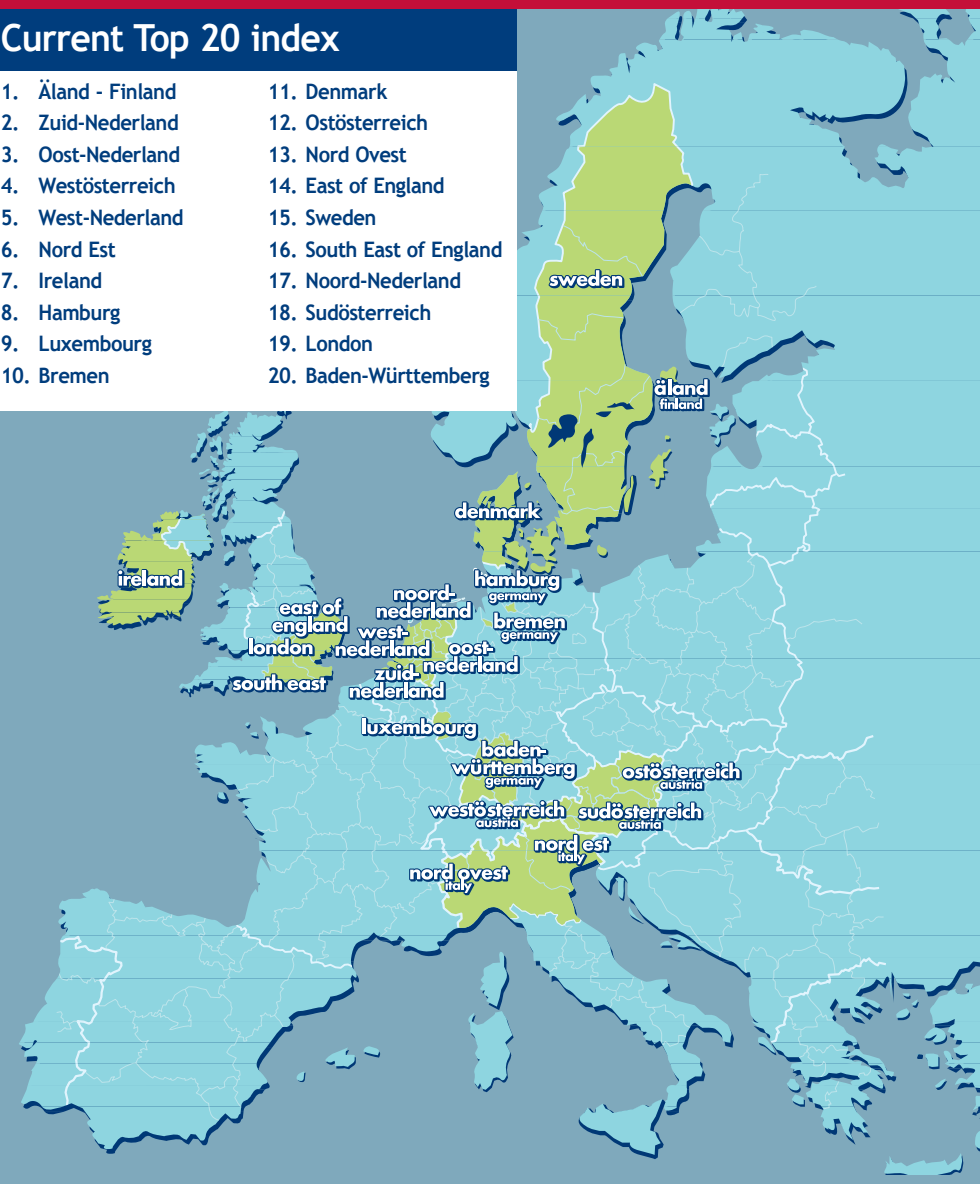 Current Top 20 index
1. Äland - Finland
2. Zuid-Nederland
3. Oost-Nederland
4. Westösterreich
5. West-Nederland
6. Nord Est
7. Ireland
8. Hamburg
9. Luxembourg
10. Bremen
11. Denmark
12. Ostösterreich
13. Nord Ovest
14. East of England
15. Sweden
16. South East of England
17. Noord-Nederland
18. Sudösterreich
19. London
20. Baden-Württemberg
sweden
äland
finland
denmark
ireland
hamburg
germany
noord-
nederland
east of
england
bremen
germany
west-
nederland
london
oost-
nederland
zuid-
nederland
south east
luxembourg
baden-
württemberg
germany
ostösterreich
austria
westösterreich
austria
sudösterreich
austria
nord est
italy
nord ovest
italy